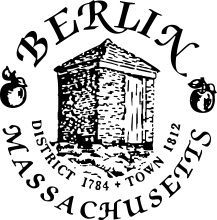 BERLIN
DISTRICT 1784 + TOWN 1812
MASSACHUSETTS